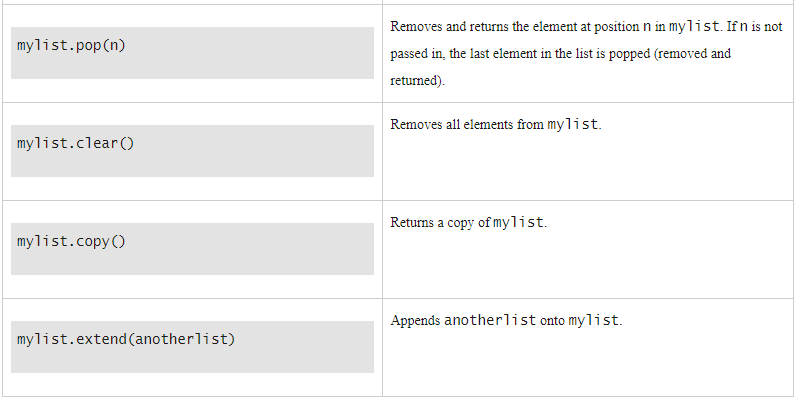 mylist.pop(n)
Removes and returns the element at position n in mylist. If n is not
passed in, the last element in the list is popped (removed and
returned).
mylist.clear()
Removes all elements from mylist.
mylist.copy()
Returns a copy of mylist.
mylist.extend(anotherlist)
Appends anotherlist onto mylist.